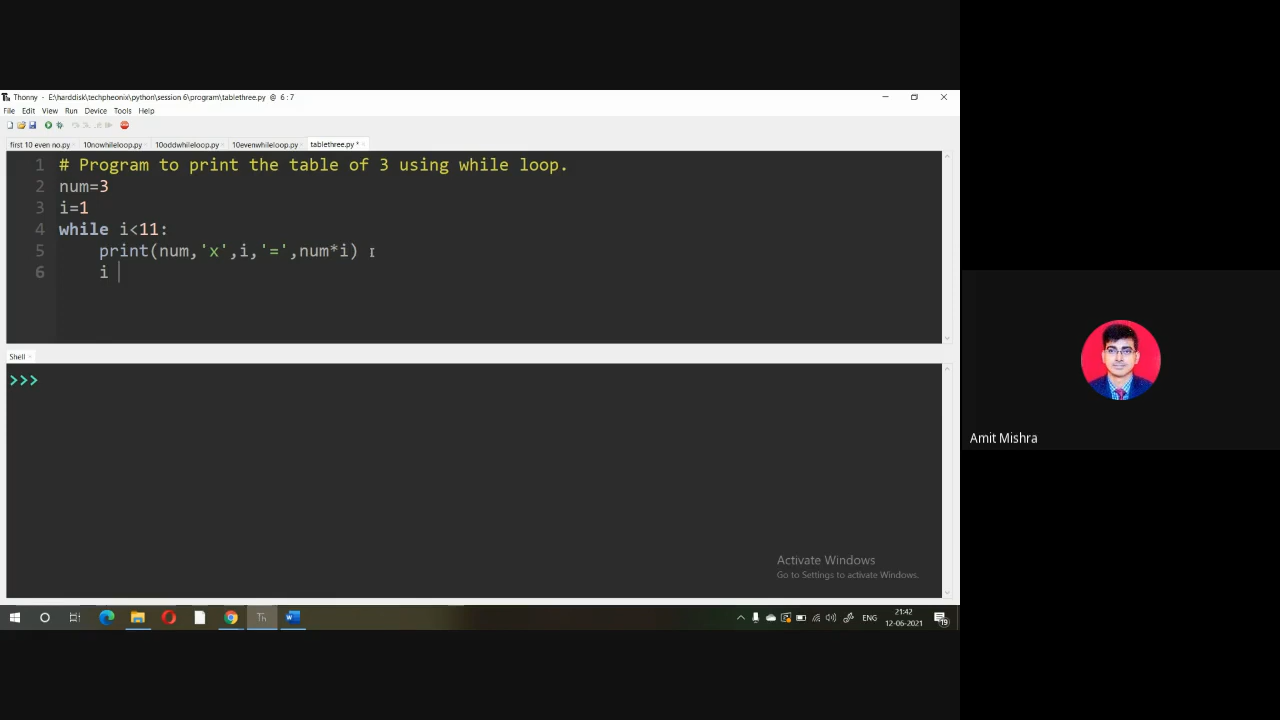 Thonny - E:\harddisk\techpheonix\python\session 6\program\tablethree.py @ 6 : 7
File Edit View Run Device Tools Help
first 10 even no.py 10nowhileloop.py 10oddwhileloop.py 10evenwhileloop.py tablethree.py *
1 # Program to print the table of 3 using while loop.
2 num=3
3 i=1
4 while i<11:
5 print(num,'x',i,'=',num*i)
6 i
Shell
>>>
Activate Windows
Go to Settings to activate Windows.
Amit Mishra
ENG
21:42
12-06-2021
19